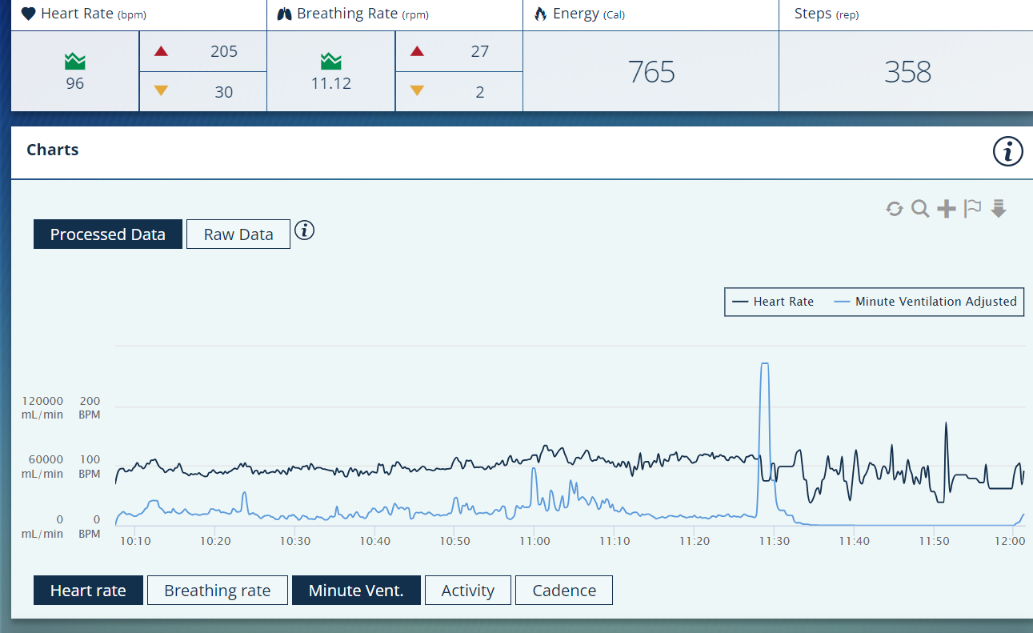 Heart Rate (bpm)
Breathing Rate (rpm)
Energy (Cal)
Steps (rep)
96
205
30
11.12
27
2
765
358
Charts
i
Processed Data
Raw Data
i
Heart Rate
Minute Ventilation Adjusted
120000
mL/min
200
BPM
60000
mL/min
100
BPM
0
mL/min
0
BPM
10:10
10:20
10:30
10:40
10:50
11:00
11:10
11:20
11:30
11:40
11:50
12:00
Heart rate
Breathing rate
Minute Vent.
Activity
Cadence